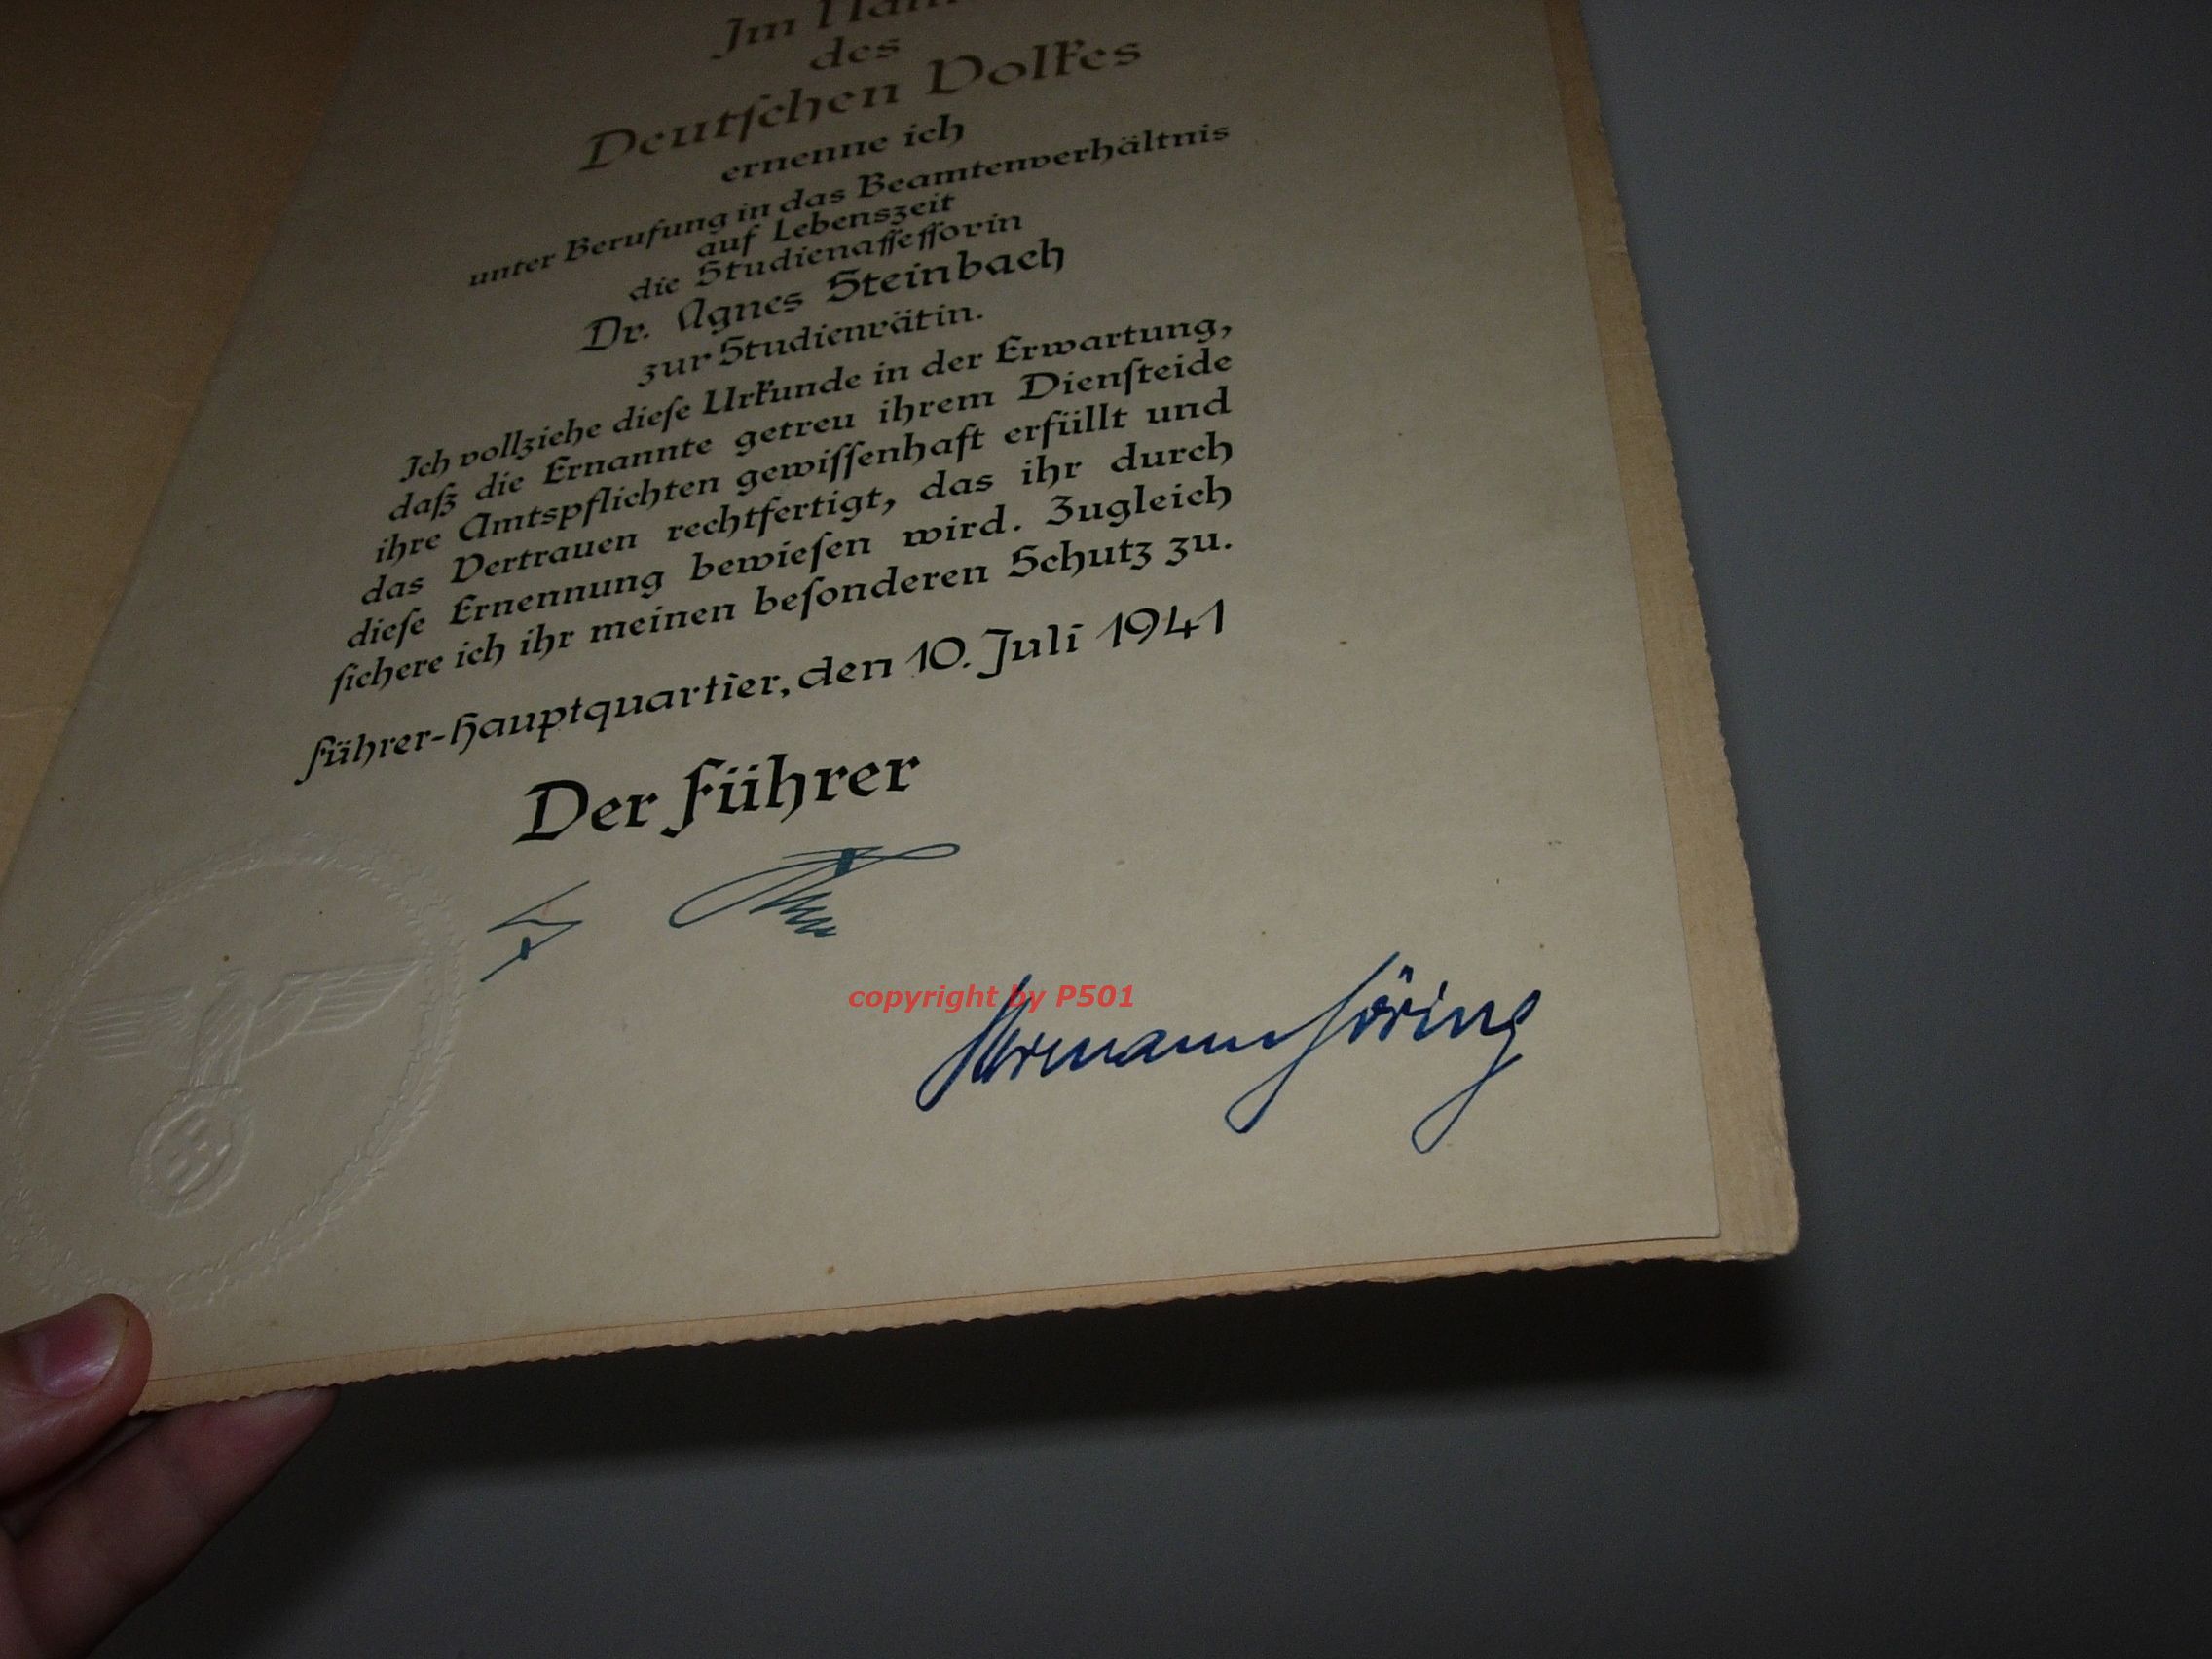 Im
des
Deutſchen Volkes
ernenne ich
unter Berufung in das Beamtenverhältnis
auf Lebenszeit
die Studienaſſeſſorin
Dr. Agnes Steinbach
zur Studienrätin.
Ich vollziehe dieſe Urkunde in der Erwartung,
daß die Ernannte getreu ihrem Dienſteide
ihre Amtspflichten gewiſſenhaft erfüllt und
das Vertrauen rechtfertigt, das ihr durch
dieſe Ernennung bewieſen wird. Zugleich
ſichere ich ihr meinen beſonderen Schutz zu.
Führer-Hauptquartier, den 10. Juli 1941
Der Führer
copyright by P501
Hermann Göring